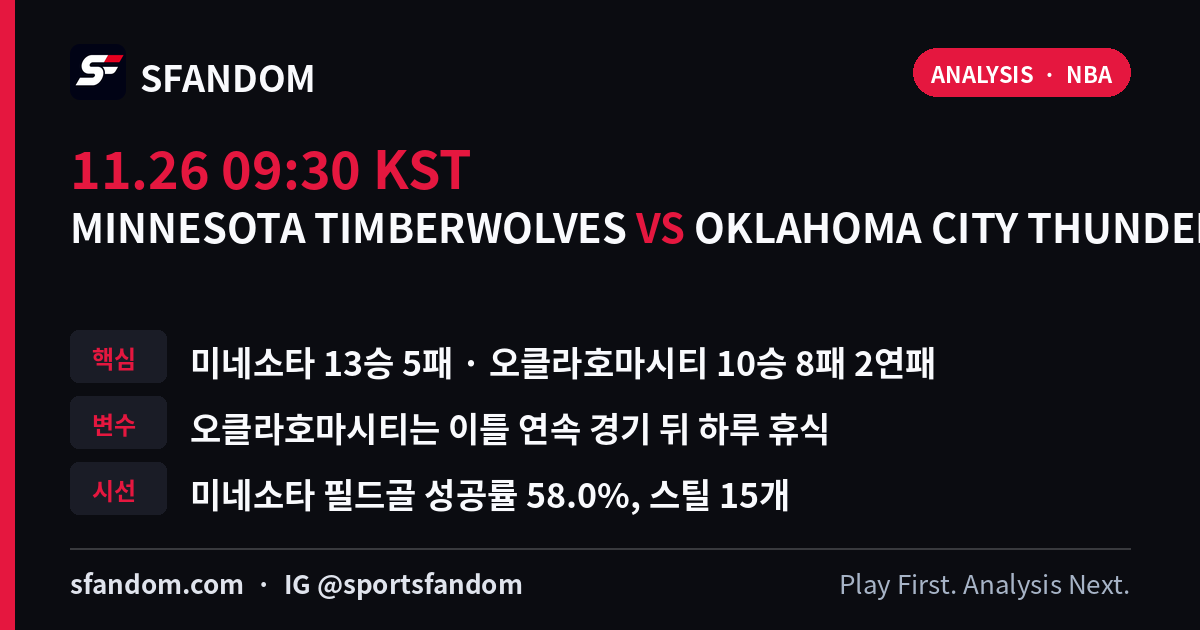 SFANDOM
ANALYSIS · NBA
11.26 09:30 KST
MINNESOTA TIMBERWOLVES VS OKLAHOMA CITY THUNDE
핵심 미네소타 13승 5패 · 오클라호마시티 10승 8패 2연패
변수 오클라호마시티는 이틀 연속 경기 뒤 하루 휴식
시선 미네소타 필드골 성공률 58.0%, 스틸 15개
sfandom.com · IG @sportsfandom
Play First. Analysis Next.